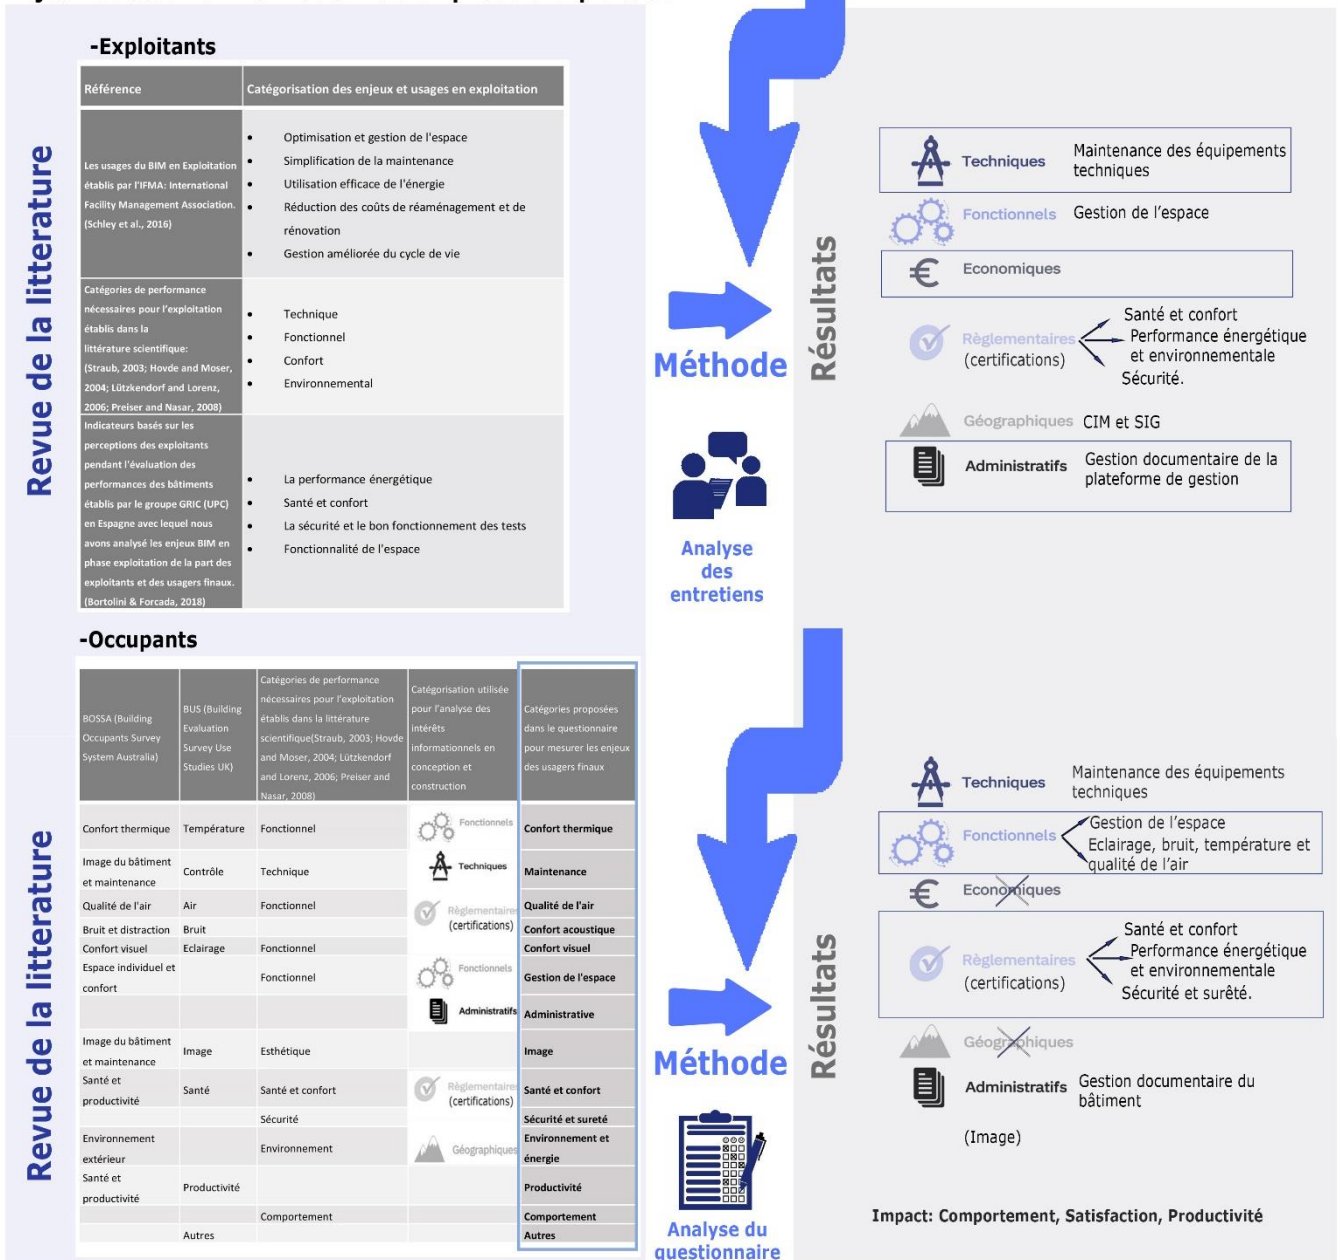 -Exploitants
Revue de la litterature
Référence
Catégorisation des enjeux et usages en exploitation
Les usages du BIM en Exploitation
établis par l'IFMA: International
Facility Management Association.
(Schley et al., 2016)
• Optimisation et gestion de l'espace
• Simplification de la maintenance
• Utilisation efficace de l'énergie
• Réduction des coûts de réaménagement et de
rénovation
• Gestion améliorée du cycle de vie
Catégories de performance
nécessaires pour l'exploitation
établis dans la
littérature scientifique:
(Straub, 2003; Hovde and Moser,
2004; Lützkendorf and Lorenz,
2006; Preiser and Nasar, 2008)
• Technique
• Fonctionnel
• Confort
• Environnemental
Indicateurs basés sur les
perceptions des exploitants
pendant l'évaluation des
performances des bâtiments
établis par le groupe GRIC (UPC)
en Espagne avec lequel nous
avons analysé les enjeux BIM en
phase exploitation de la part des
exploitants et des usagers finaux.
(Bortolini & Forcada, 2018)
• La performance énergétique
• Santé et confort
• La sécurité et le bon fonctionnement des tests
• Fonctionnalité de l'espace
Méthode
Analyse
des
entretiens
Résultats
Techniques
Maintenance des équipements
techniques
Fonctionnels
Gestion de l'espace
€ Economiques
Règlementaires
(certifications)
Santé et confort
Performance énergétique
et environnementale
Sécurité.
Géographiques
CIM et SIG
Administratifs
Gestion documentaire de la
plateforme de gestion
-Occupants
Revue de la litterature
BOSSA (Building
Occupants Survey
System Australia)
BUS (Building
Evaluation
Survey Use
Studies UK)
Catégories de performance
nécessaires pour l'exploitation
établis dans la littérature
scientifique(Straub, 2003; Hovde
and Moser, 2004; Lützkendorf
and Lorenz, 2006; Preiser and
Nasar, 2008)
Catégorisation utilisée
pour l'analyse des
intérêts
informationnels en
conception et
construction
Catégories proposées
dans le questionnaire
pour mesurer les enjeux
des usagers finaux
Confort thermique Température Fonctionnel Fonctionnels Confort thermique
Image du bâtiment
et maintenance
Contrôle Technique Techniques Maintenance
Qualité de l'air Air Fonctionnel Règlementaires Qualité de l'air
(certifications)
Bruit et distraction Bruit Confort acoustique
Confort visuel Eclairage Fonctionnel Confort visuel
Espace individuel et
confort
Fonctionnel Fonctionnels Gestion de l'espace
Administratifs Administrative
Image du bâtiment
et maintenance
Image Esthétique Image
Santé et
productivité
Santé Santé et confort Règlementaires Santé et confort
(certifications)
Sécurité Sécurité et sureté
Environnement
extérieur
Environnement Géographiques Environnement et
énergie
Santé et
productivité
Productivité Productivité
Comportement Comportement
Autres Autres
Méthode
Analyse du
questionnaire
Résultats
Techniques
Maintenance des équipements
techniques
Fonctionnels
Gestion de l'espace
Eclairage, bruit, température et
qualité de l'air
€ Economiques
Règlementaires
(certifications)
Santé et confort
Performance énergétique
et environnementale
Sécurité et surêté.
Géographiques
Administratifs
Gestion documentaire du
bâtiment
(Image)
Impact: Comportement, Satisfaction, Productivité